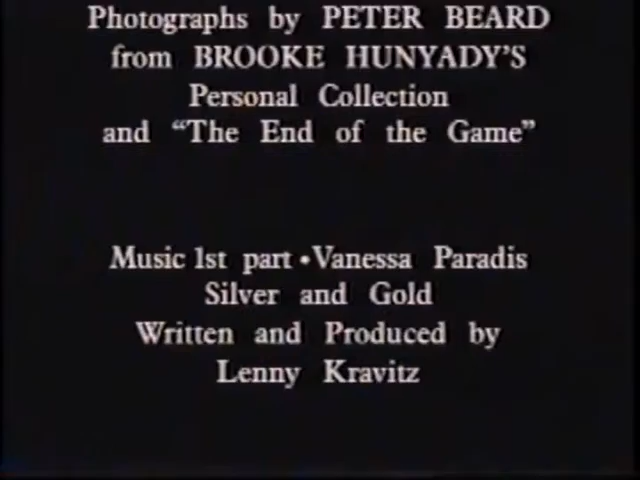 Photographs by PETER BEARD
from BROOKE HUNYADY'S
Personal Collection
and “The End of the Game”
Music 1st part • Vanessa Paradis
Silver and Gold
Written and Produced by
Lenny Kravitz